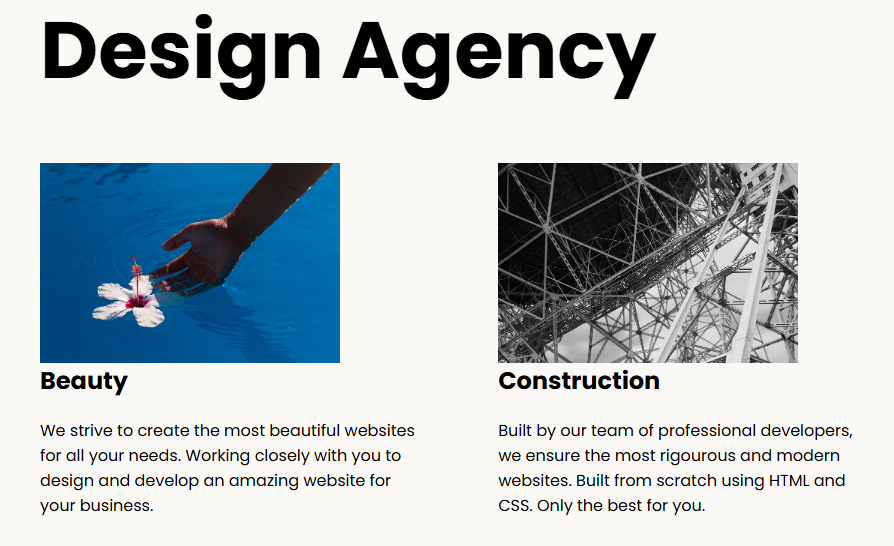 Design Agency
Beauty
We strive to create the most beautiful websites
for all your needs. Working closely with you to
design and develop an amazing website for
your business.
Construction
Built by our team of professional developers,
we ensure the most rigourous and modern
websites. Built from scratch using HTML and
CSS. Only the best for you.